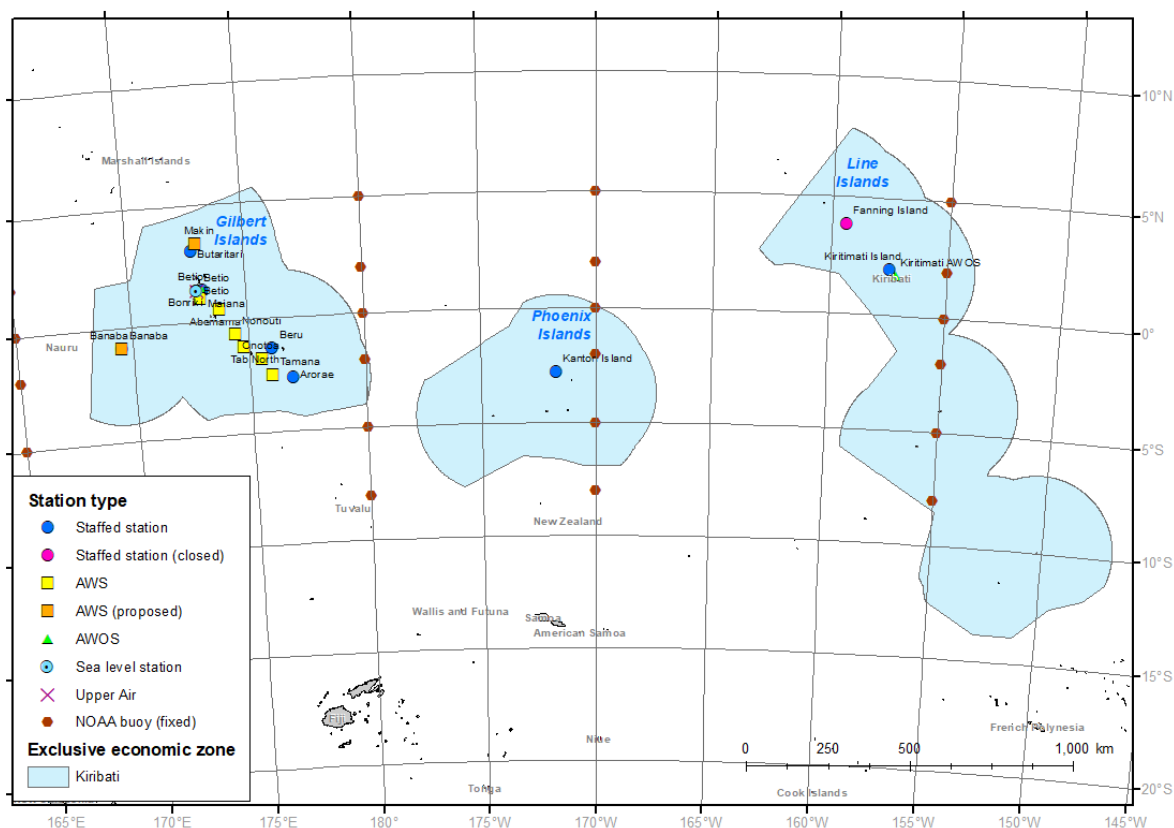 10°N
Marshall Islands
Line
Islands
5°N
Fanning Island
Gilbert
Islands
Makin
Butaritari
Kiritimati Island
Kiritimati AWOS
Kiribati
Betio
Betio
Betio
Bonriki
Maiana
Abemama
Nonouti
Phoenix
Islands
0°
Nauru
Banaba
Banaba
Beru
Onotoa
Tab North
Tamana
Arorae
Kanton Island
5°S
Station type
Staffed station
Staffed station (closed)
AWS
AWS (proposed)
AWOS
Sea level station
Upper Air
NOAA buoy (fixed)
Exclusive economic zone
Kiribati
Tuvalu
New Zealand
10°S
Wallis and Futuna
Samoa
American Samoa
15°S
Fiji
Niue
French Polynesia
0
250
500
1,000 km
Tonga
Cook Islands
20°S
165°E
170°E
175°E
180°
175°W
170°W
165°W
160°W
155°W
150°W
145°W